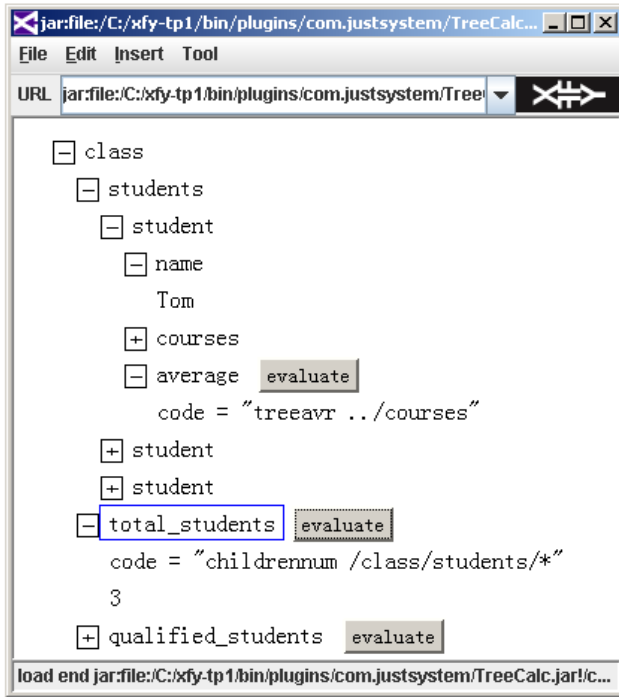 jar:file:/C:/xfy-tp1/bin/plugins/com.justsystem/TreeCalc...
File Edit Insert Tool
URL jar:file:/C:/xfy-tp1/bin/plugins/com.justsystem/Tree
class
students
student
name
Tom
courses
average evaluate
code = "treeavr ../courses"
student
student
total_students evaluate
code = "childrennum /class/students/*"
3
qualified_students evaluate
load end jar:file:/C:/xfy-tp1/bin/plugins/com.justsystem/TreeCalc.jar!/c...